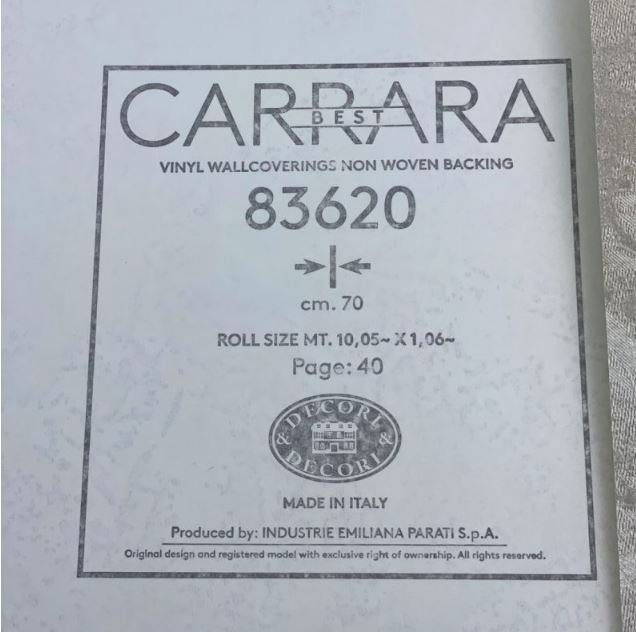 CARRARA
BEST
VINYL WALLCOVERINGS NON WOVEN BACKING
83620
cm. 70
ROLL SIZE MT. 10,05~ X 1,06~
Page: 40
DECORI
& &
DECORI
MADE IN ITALY
Produced by: INDUSTRIE EMILIANA PARATI S.p.A.
Original design and registered model with exclusive right of ownership. All rights reserved.